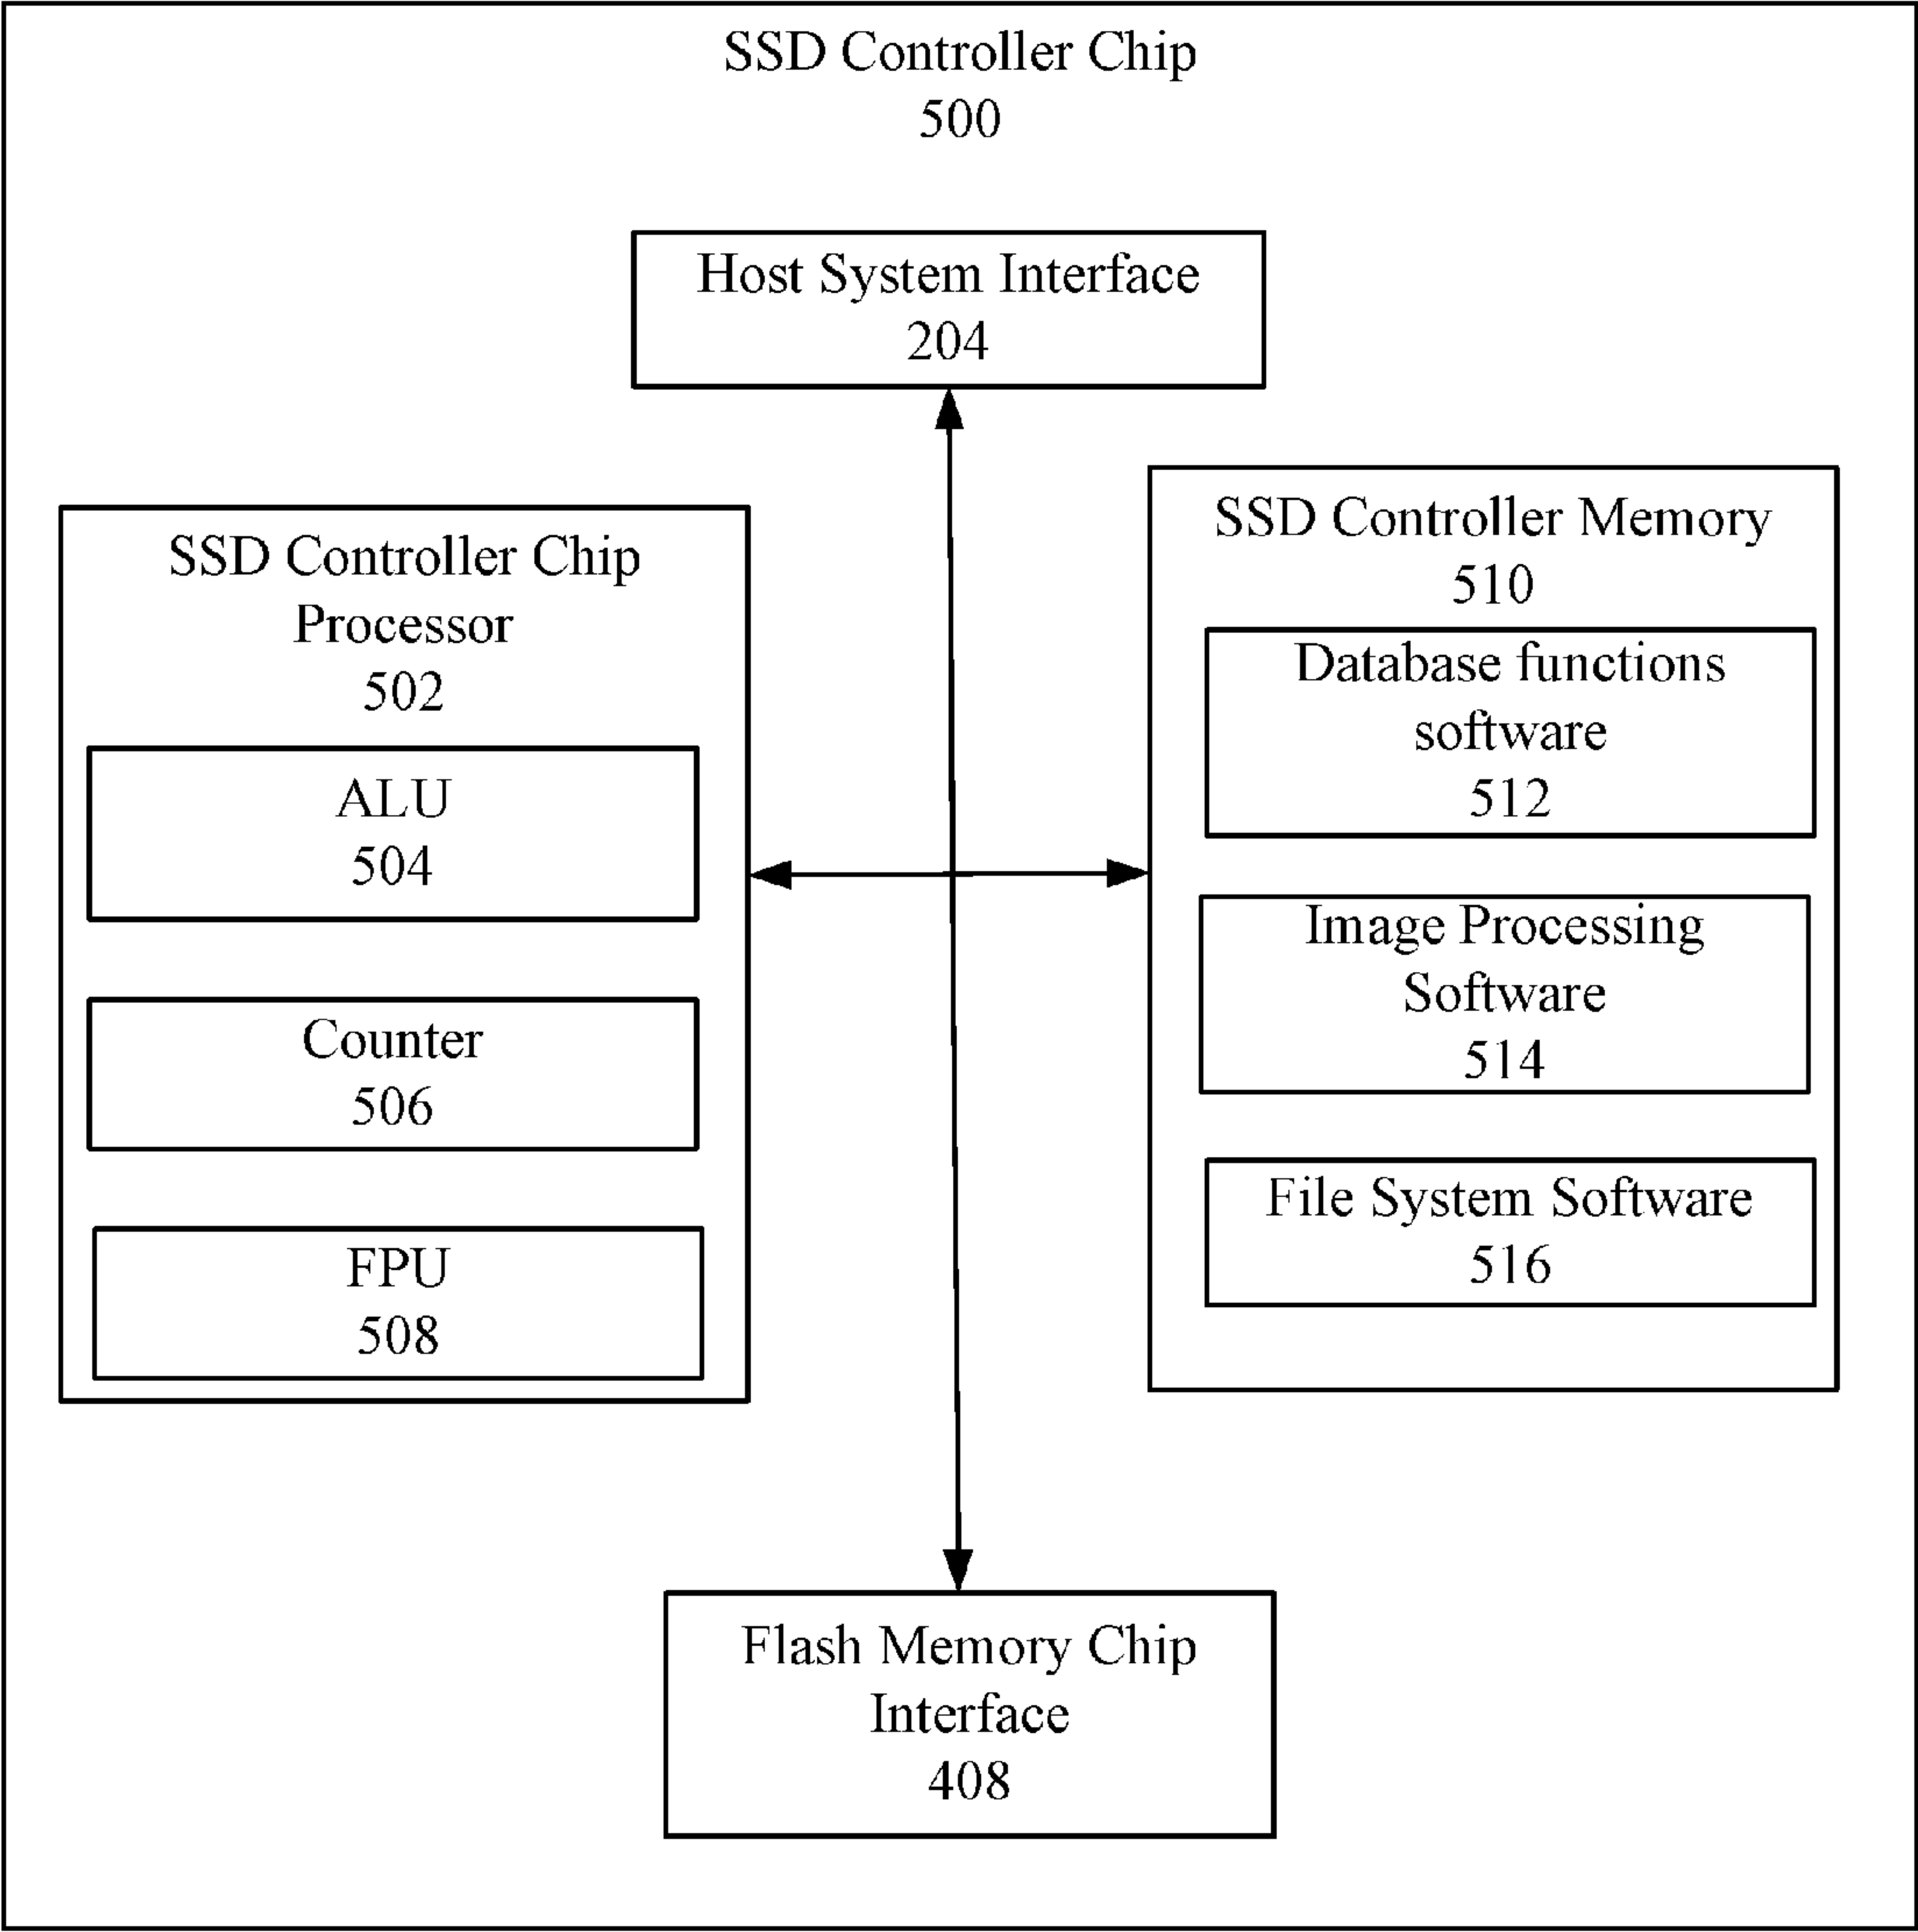 SSD Controller Chip
500
Host System Interface
204
SSD Controller Chip
Processor
502
ALU
504
Counter
506
FPU
508
SSD Controller Memory
510
Database functions
software
512
Image Processing
Software
514
File System Software
516
Flash Memory Chip
Interface
408